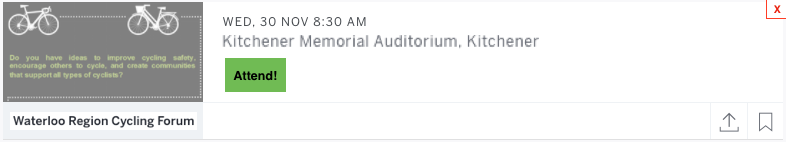 X
WED, 30 NOV 8:30 AM
Kitchener Memorial Auditorium, Kitchener
Do you have ideas to improve cycling safety,
encourage others to cycle, and create communities
that support all types of cyclists?
Attend!
Waterloo Region Cycling Forum